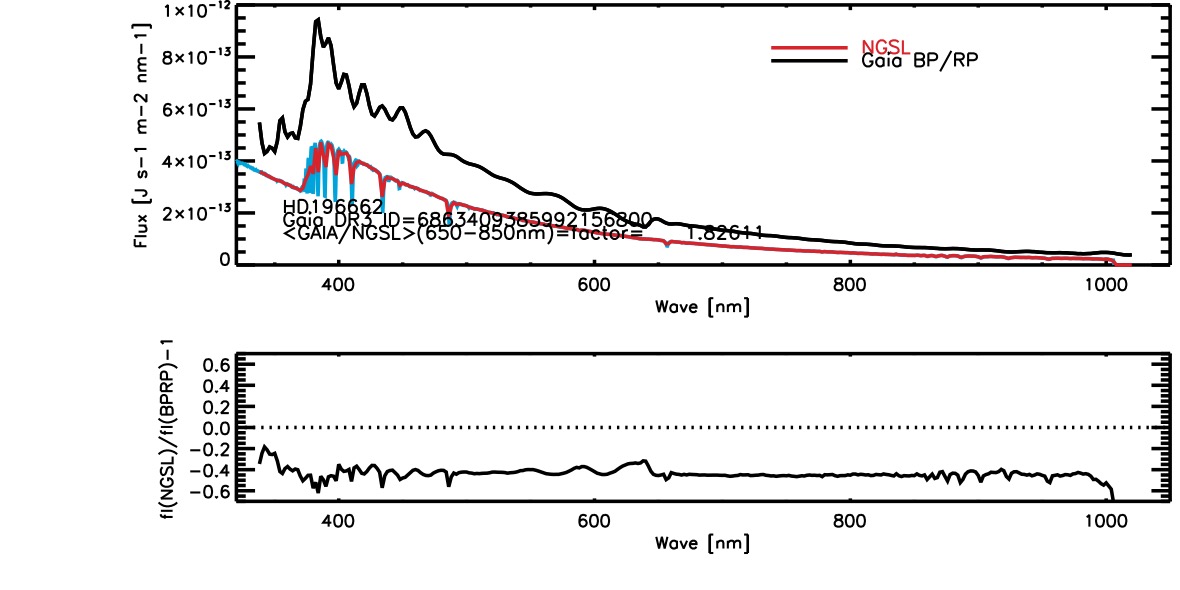 1×10−12
8×10−13
6×10−13
4×10−13
2×10−13
0
Flux [J s−1 m−2 nm−1]
NGSL
Gaia BP/RP
HD196662
Gaia DR3 ID=6863409385992156800
<GAIA/NGSL>(650−850nm)=factor= 1.82611
400 600 800 1000
Wave [nm]
0.6
0.4
0.2
0.0
−0.2
−0.4
−0.6
fl(NGSL)/fl(BPRP)−1
400 600 800 1000
Wave [nm]